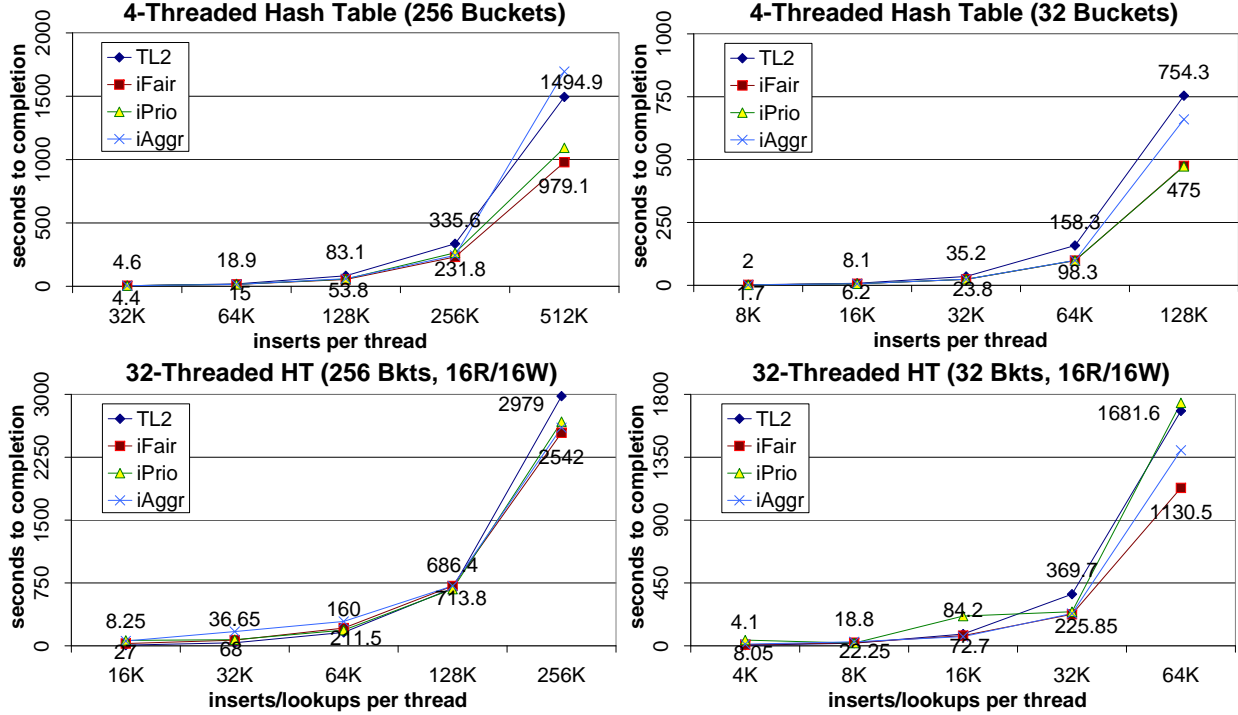 4-Threaded Hash Table (256 Buckets)
seconds to completion
2000
1500
1000
500
0
TL2
iFair
iPrio
iAggr
4.6
18.9
83.1
335.6
1494.9
4.4
15
53.8
231.8
979.1
32K
64K
128K
256K
512K
inserts per thread
4-Threaded Hash Table (32 Buckets)
seconds to completion
1000
750
500
250
0
TL2
iFair
iPrio
iAggr
2
8.1
35.2
158.3
754.3
1.7
6.2
23.8
98.3
475
8K
16K
32K
64K
128K
inserts per thread
32-Threaded HT (256 Bkts, 16R/16W)
seconds to completion
3000
2250
1500
750
0
TL2
iFair
iPrio
iAggr
8.25
36.65
160
686.4
2979
27
68
211.5
713.8
2542
16K
32K
64K
128K
256K
inserts/lookups per thread
32-Threaded HT (32 Bkts, 16R/16W)
seconds to completion
1800
1350
900
450
0
TL2
iFair
iPrio
iAggr
4.1
18.8
84.2
369.7
1681.6
8.05
22.25
72.7
225.85
1130.5
4K
8K
16K
32K
64K
inserts/lookups per thread